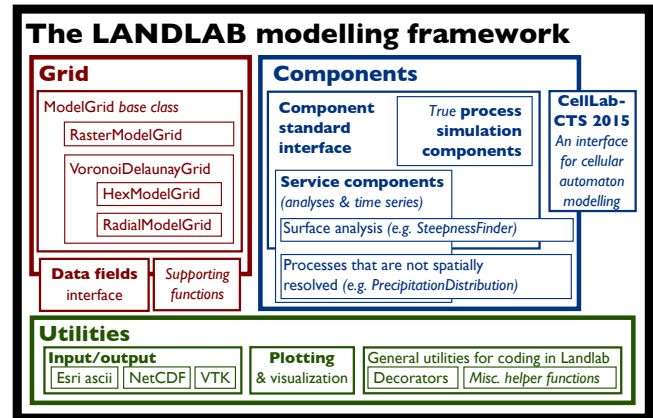 The LANDLAB modelling framework
Grid
ModelGrid base class
RasterModelGrid
VoronoiDelaunayGrid
HexModelGrid
RadialModelGrid
Data fields
interface
Supporting
functions
Components
Component
standard
interface
True process
simulation
components
Service components
(analyses & time series)
Surface analysis (e.g. SteepnessFinder)
Processes that are not spatially
resolved (e.g. PrecipitationDistribution)
CellLab-
CTS 2015
An interface
for cellular
automaton
modelling
Utilities
Input/output
Esri ascii
NetCDF
VTK
Plotting
& visualization
General utilities for coding in Landlab
Decorators
Misc. helper functions